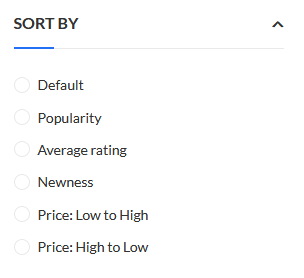 SORT BY
Default
Popularity
Average rating
Newness
Price: Low to High
Price: High to Low